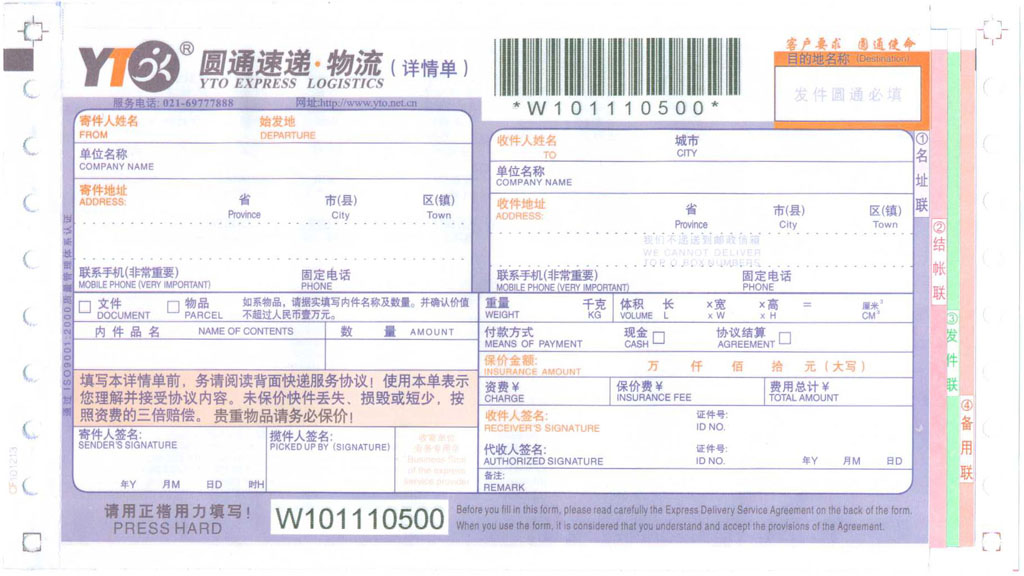 YTO® 圆通速递·物流(详情单)
YTO EXPRESS LOGISTICS
服务电话: 021-69777888 网址:http://www.yto.net.cn
*W101110500*
客户要求 圆通使命
目的地名称 (Destination)
发件圆通必填
寄件人姓名 始发地
FROM DEPARTURE
单位名称
COMPANY NAME
寄件地址
ADDRESS:
省 市(县) 区(镇)
Province City Town
联系手机(非常重要) 固定电话
MOBILE PHONE (VERY IMPORTANT) PHONE
收件人姓名 城市
TO CITY
单位名称
COMPANY NAME
收件地址
ADDRESS:
省 市(县) 区(镇)
Province City Town
我们不递送到邮政信箱
WE CANNOT DELIVER
TO P.O.BOX NUMBERS
联系手机(非常重要) 固定电话
MOBILE PHONE (VERY IMPORTANT) PHONE
文件 物品 如系物品，请据实填写内件名称及数量。并确认价值
DOCUMENT PARCEL 不超过人民币壹万元。
内件品名 NAME OF CONTENTS 数 量 AMOUNT
填写本详情单前，务请阅读背面快递服务协议！使用本单表示
您理解并接受协议内容。未保价快件丢失、损毁或短少，按
照资费的三倍赔偿。贵重物品请务必保价！
寄件人签名: 揽件人签名:
SENDER'S SIGNATURE PICKED UP BY (SIGNATURE)
收寄单位
业务专用章
Business Seal
of the express
service provider
年Y 月M 日D 时H
重量 千克 体积 长 x宽 x高 = 厘米³
WEIGHT KG VOLUME L x W x H CM³
付款方式 现金 协议结算
MEANS OF PAYMENT CASH AGREEMENT
保价金额: 万 仟 佰 拾 元 (大写)
INSURANCE AMOUNT
资费¥ 保价费¥ 费用总计¥
CHARGE INSURANCE FEE TOTAL AMOUNT
收件人签名: 证件号:
RECEIVER'S SIGNATURE ID NO.
代收人签名: 证件号:
AUTHORIZED SIGNATURE ID NO. 年Y 月M 日D
备注:
REMARK
请用正楷用力填写!
PRESS HARD
W101110500
Before you fill in this form, please read carefully the Express Delivery Service Agreement on the back of the form.
When you use the form, it is considered that you understand and accept the provisions of the Agreement.
①名址联
②结帐联
③发件联
④备用联
通过ISO9001:2000质量管理体系认证